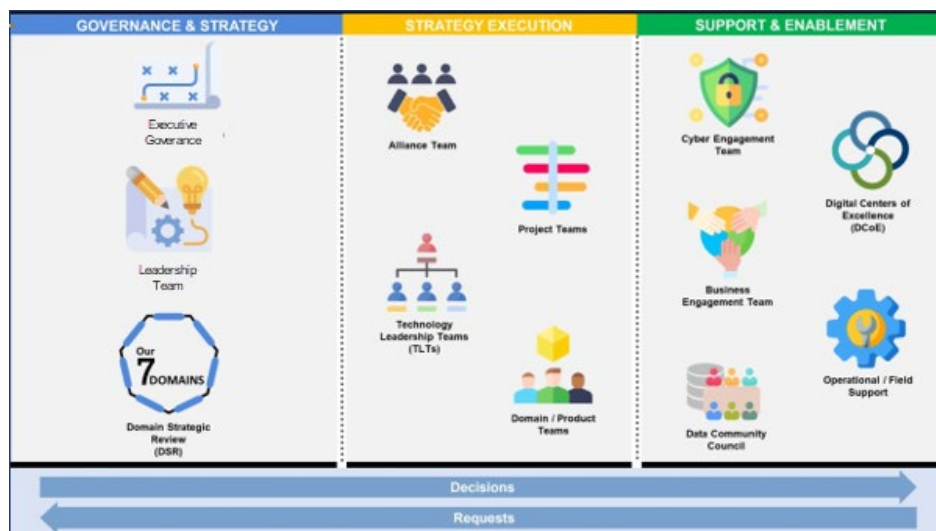 GOVERNANCE & STRATEGY
Executive
Goverance
Leadership
Team
Our
7 DOMAINS
Domain Strategic
Review
(DSR)
STRATEGY EXECUTION
Alliance Team
Project Teams
Technology
Leadership Teams
(TLTs)
Domain / Product
Teams
SUPPORT & ENABLEMENT
Cyber Engagement
Team
Digital Centers of
Excellence
(DCoE)
Business
Engagement Team
Operational / Field
Support
Data Community
Council
Decisions
Requests